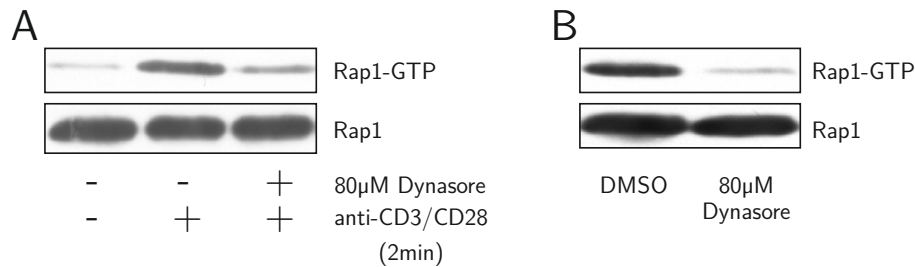 A
Rap1-GTP
Rap1
- - + 80µM Dynasore
- + + anti-CD3/CD28
(2min)
B
Rap1-GTP
Rap1
DMSO 80µM
Dynasore